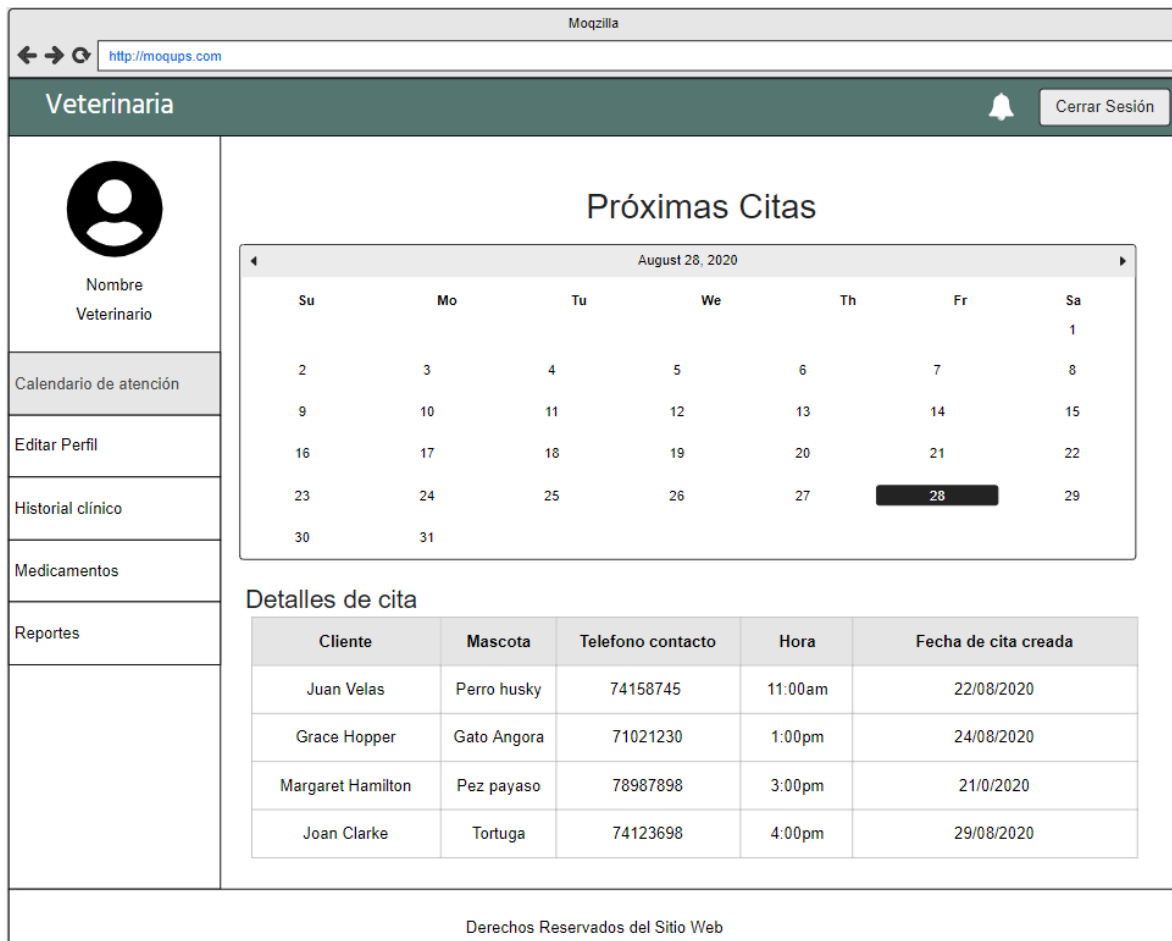 Moqzilla
http://moqups.com
Veterinaria
Cerrar Sesión
Nombre
Veterinario
Calendario de atención
Editar Perfil
Historial clínico
Medicamentos
Reportes
Próximas Citas
August 28, 2020
Su Mo Tu We Th Fr Sa
1
2 3 4 5 6 7 8
9 10 11 12 13 14 15
16 17 18 19 20 21 22
23 24 25 26 27 28 29
30 31
Detalles de cita
Cliente Mascota Telefono contacto Hora Fecha de cita creada
Juan Velas Perro husky 74158745 11:00am 22/08/2020
Grace Hopper Gato Angora 71021230 1:00pm 24/08/2020
Margaret Hamilton Pez payaso 78987898 3:00pm 21/0/2020
Joan Clarke Tortuga 74123698 4:00pm 29/08/2020
Derechos Reservados del Sitio Web